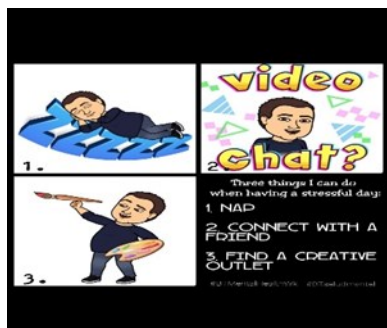 Zzzzz
1.
video
chat?
2
3.
Three things I can do
when having a stressful day:
1. NAP
2. CONNECT WITH A
FRIEND
3. FIND A CREATIVE
OUTLET